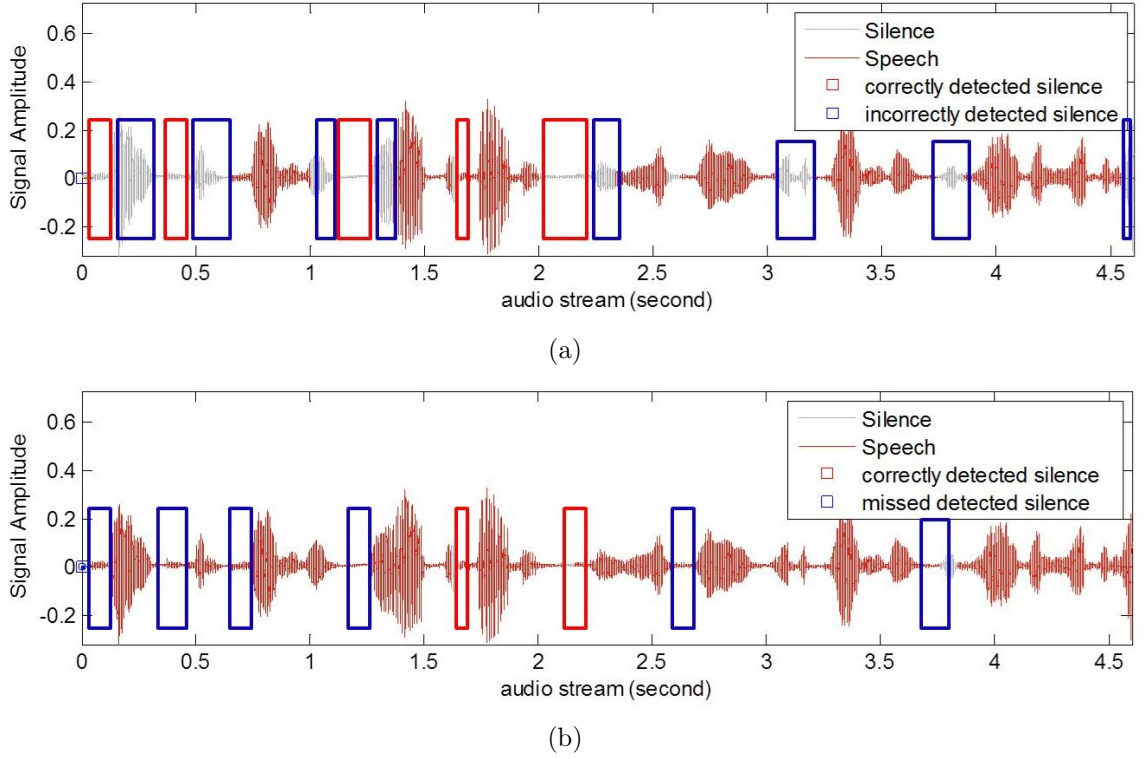 0.6
0.4
0.2
0
-0.2
Signal Amplitude
Silence
Speech
correctly detected silence
incorrectly detected silence
0 0.5 1 1.5 2 2.5 3 3.5 4 4.5
audio stream (second)
(a)
0.6
0.4
0.2
0
-0.2
Signal Amplitude
Silence
Speech
correctly detected silence
missed detected silence
0 0.5 1 1.5 2 2.5 3 3.5 4 4.5
audio stream (second)
(b)